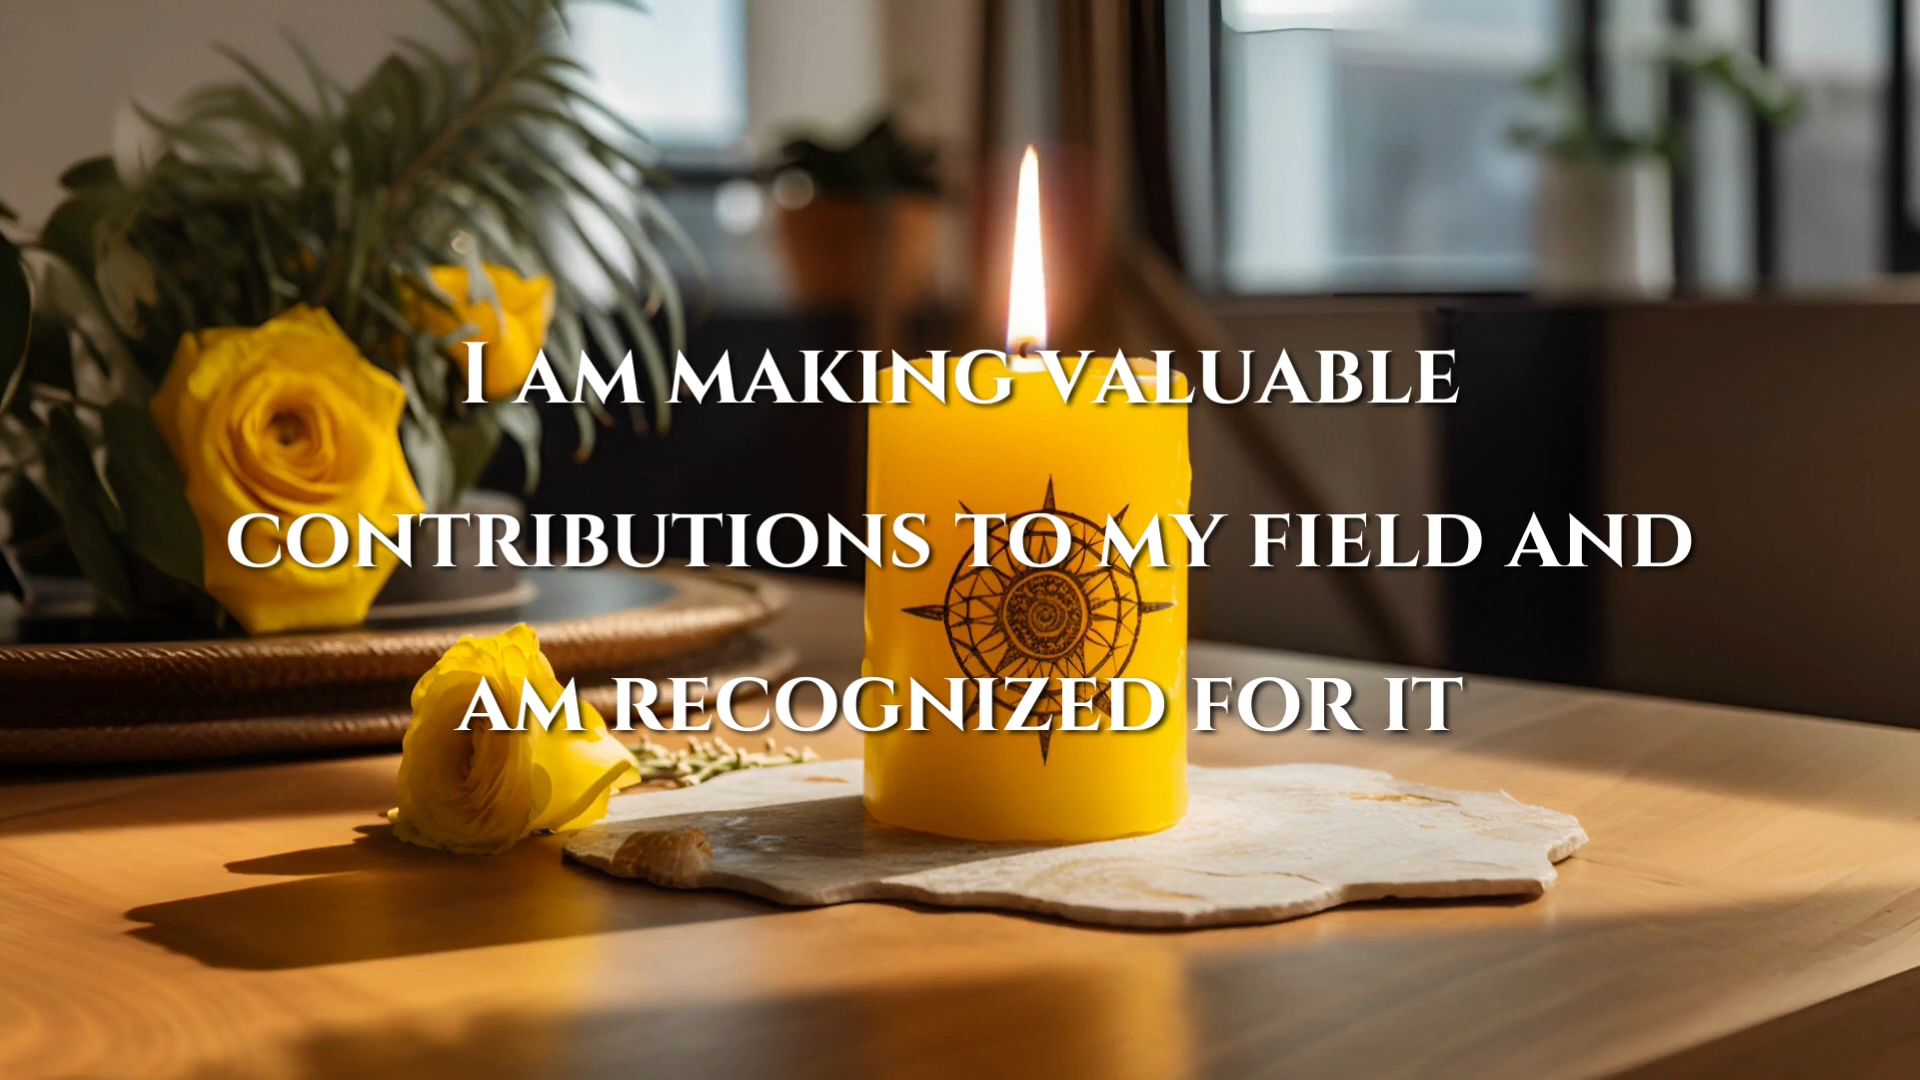 I am making valuable
contributions to my field and
am recognized for it